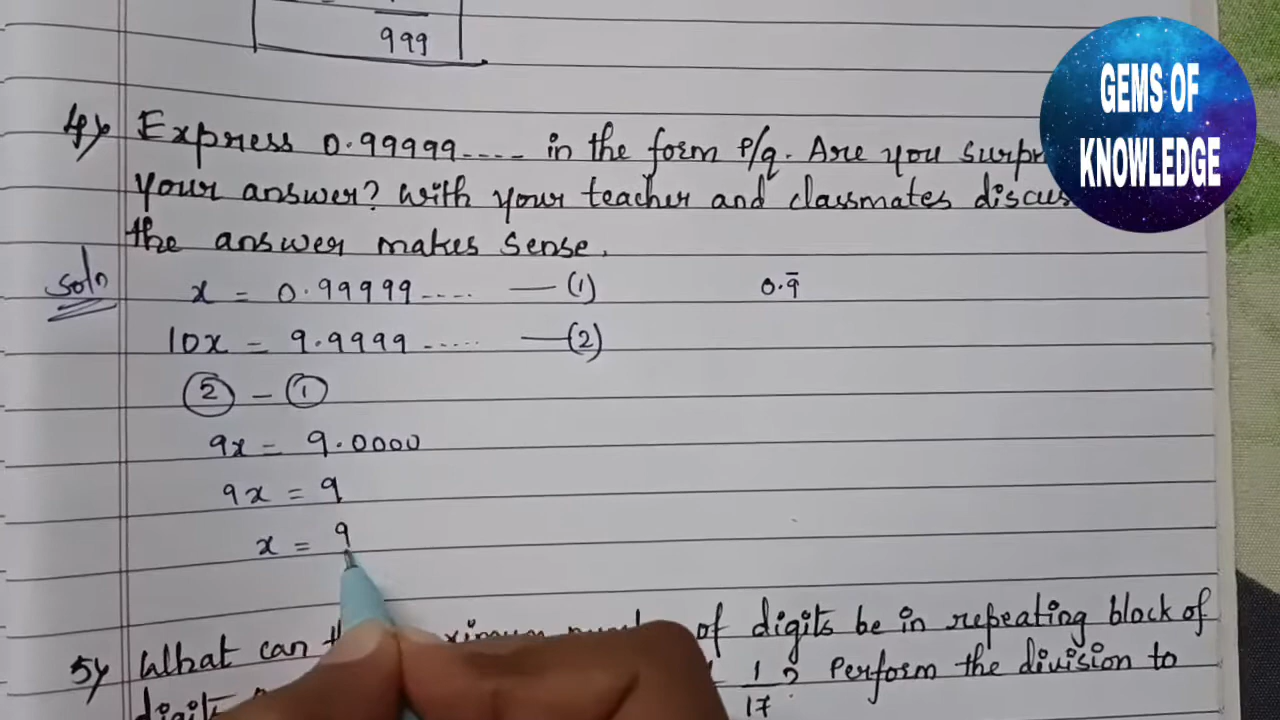 999
GEMS OF
KNOWLEDGE
4) Express 0.99999.... in the form p/q. Are you
your answer? With your teacher and classmates
the answer makes sense.
Soln
x = 0.99999.... — (1)
0.9̄
10x = 9.9999..... — (2)
② - ①
9x = 9.0000
9x = 9
x = 9
5) What can of digits be in repeating block of
1/17 ? Perform the division to